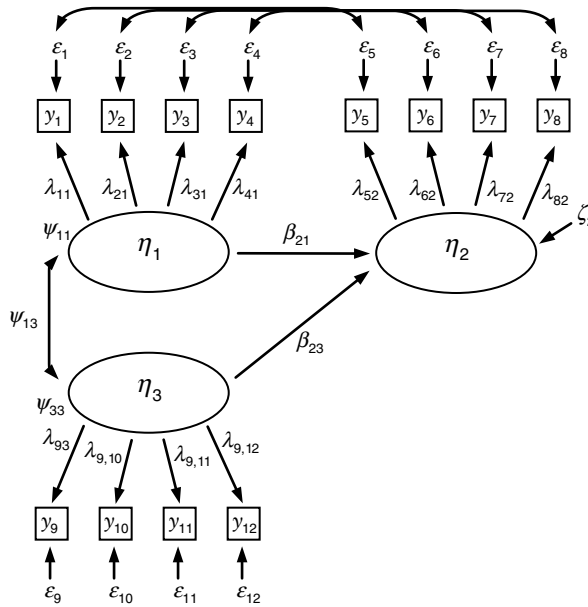 ε1 ε2 ε3 ε4 ε5 ε6 ε7 ε8
y1 y2 y3 y4 y5 y6 y7 y8
λ11 λ21 λ31 λ41 λ52 λ62 λ72 λ82
ψ11 η1 β21 η2 ζ
ψ13 β23
ψ33 η3
λ93 λ9,10 λ9,11 λ9,12
y9 y10 y11 y12
ε9 ε10 ε11 ε12